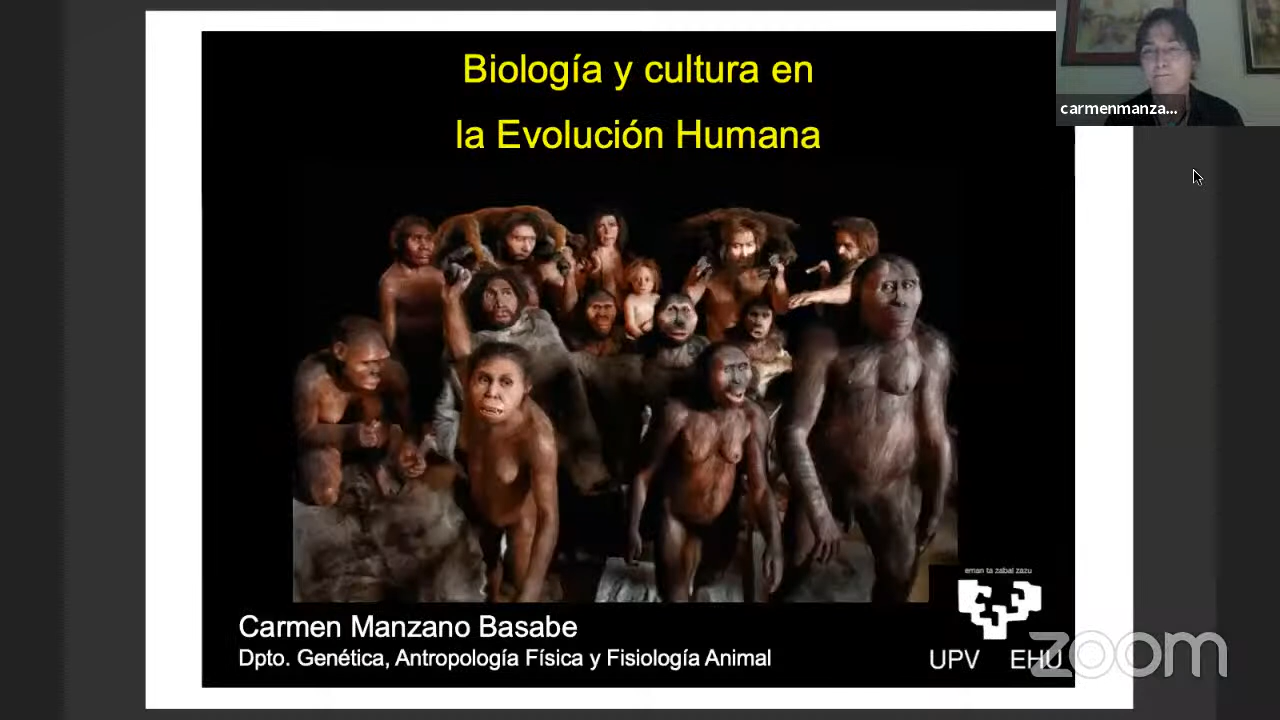 Biología y cultura en
la Evolución Humana
carmenmanza...
eman ta zabal zazu
Carmen Manzano Basabe
Dpto. Genética, Antropología Física y Fisiología Animal
UPV EHU
zoom